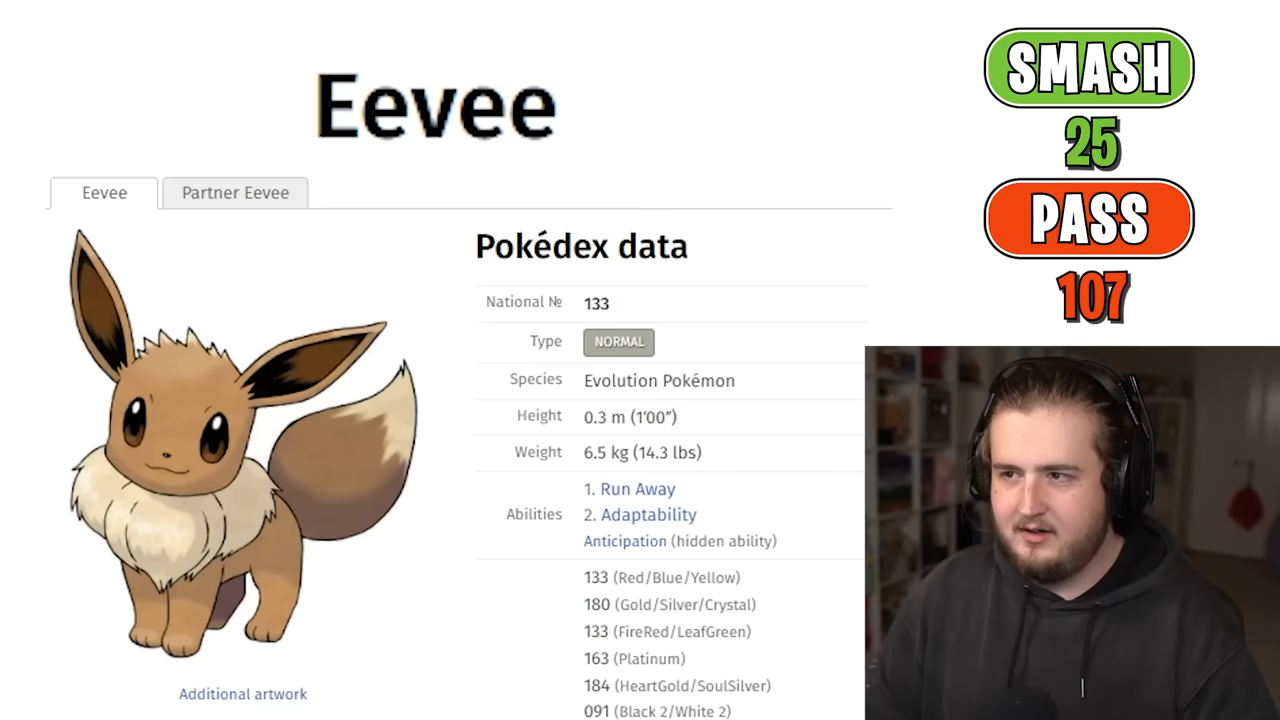 Eevee
Eevee
Partner Eevee
Pokédex data
National № 133
Type NORMAL
Species Evolution Pokémon
Height 0.3 m (1′00″)
Weight 6.5 kg (14.3 lbs)
Abilities 1. Run Away
2. Adaptability
Anticipation (hidden ability)
133 (Red/Blue/Yellow)
180 (Gold/Silver/Crystal)
133 (FireRed/LeafGreen)
163 (Platinum)
184 (HeartGold/SoulSilver)
091 (Black 2/White 2)
Additional artwork
SMASH
25
PASS
107